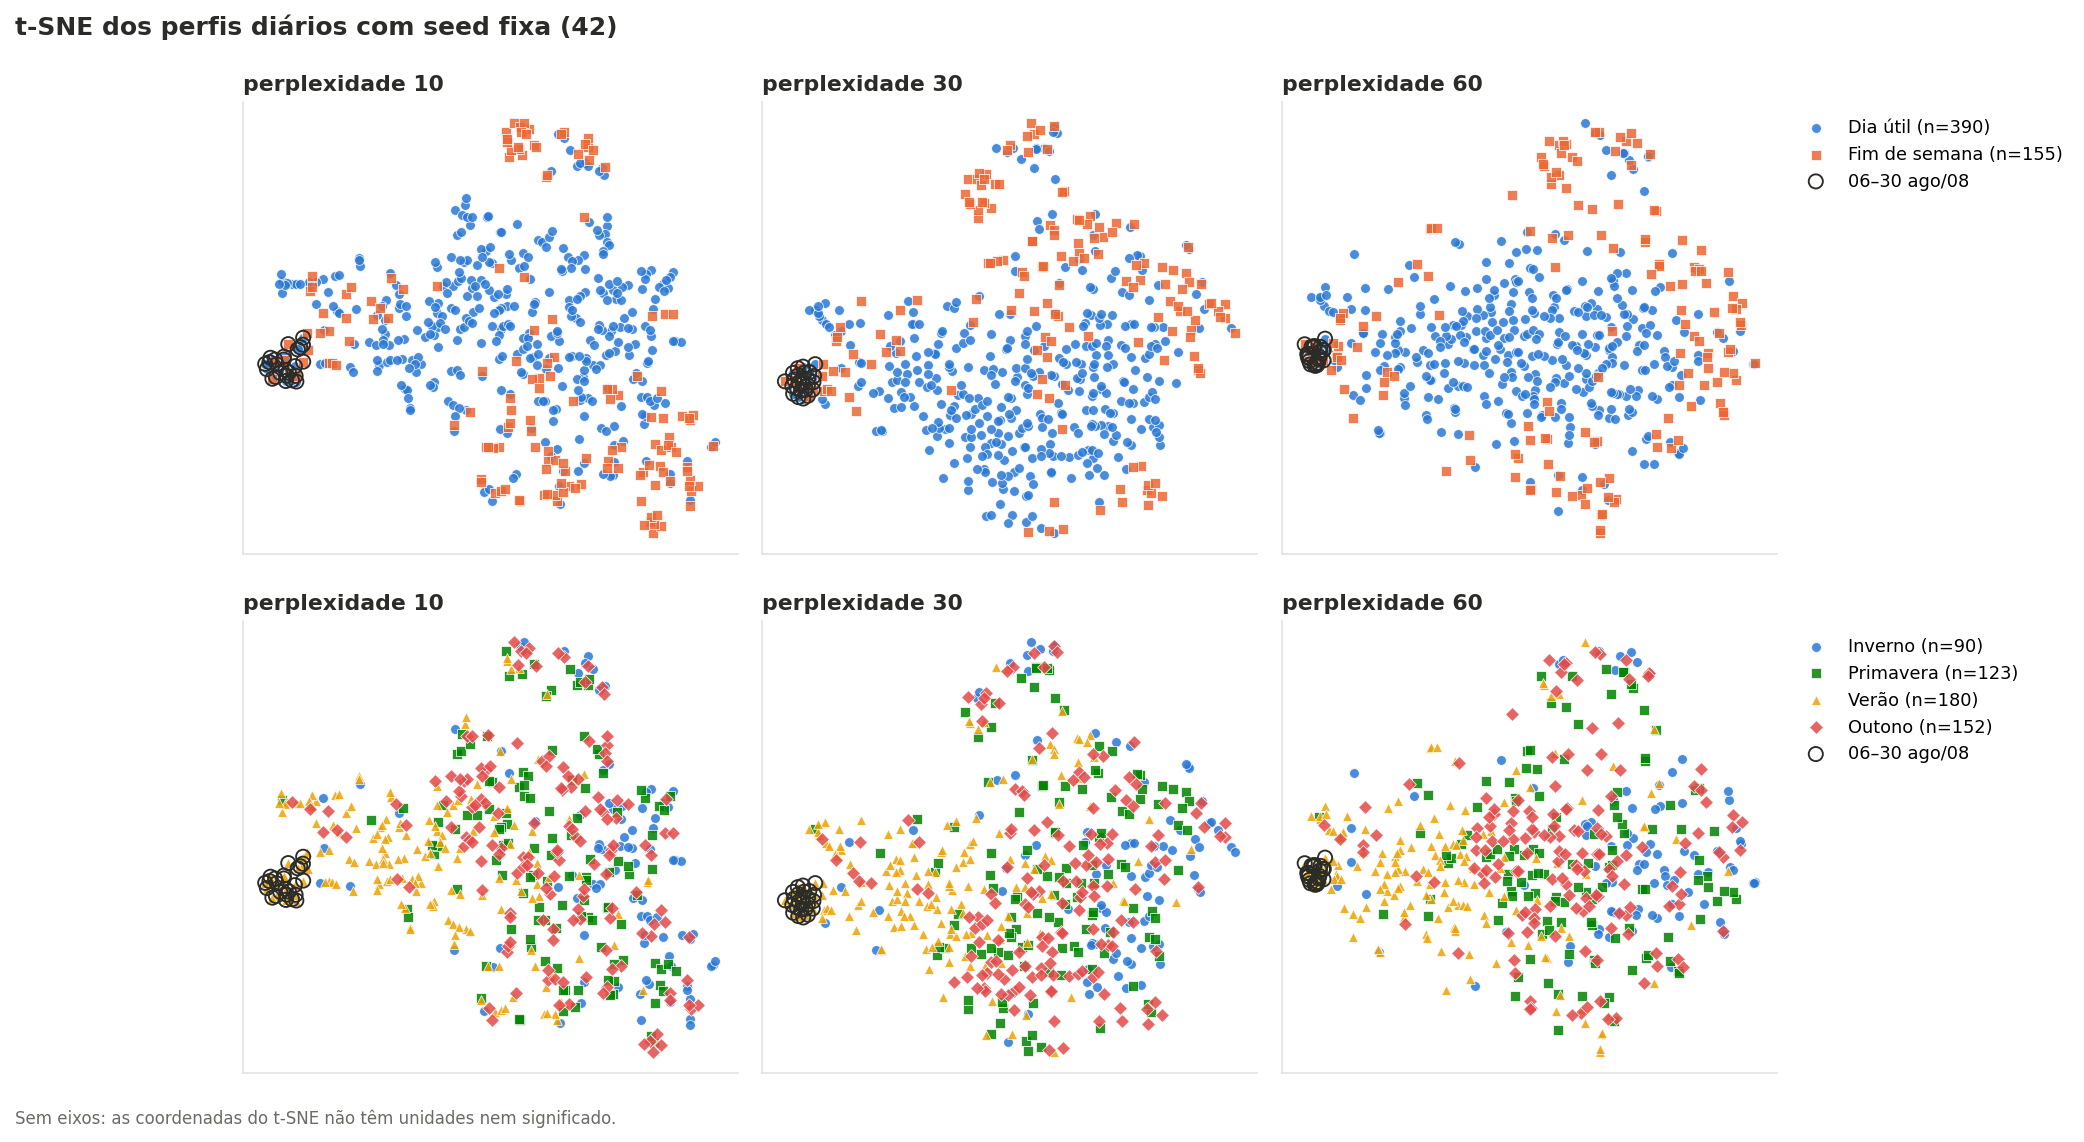 t-SNE dos perfis diários com seed fixa (42)
perplexidade 10
perplexidade 30
perplexidade 60
Dia útil (n=390)
Fim de semana (n=155)
06–30 ago/08
perplexidade 10
perplexidade 30
perplexidade 60
Inverno (n=90)
Primavera (n=123)
Verão (n=180)
Outono (n=152)
06–30 ago/08
Sem eixos: as coordenadas do t-SNE não têm unidades nem significado.